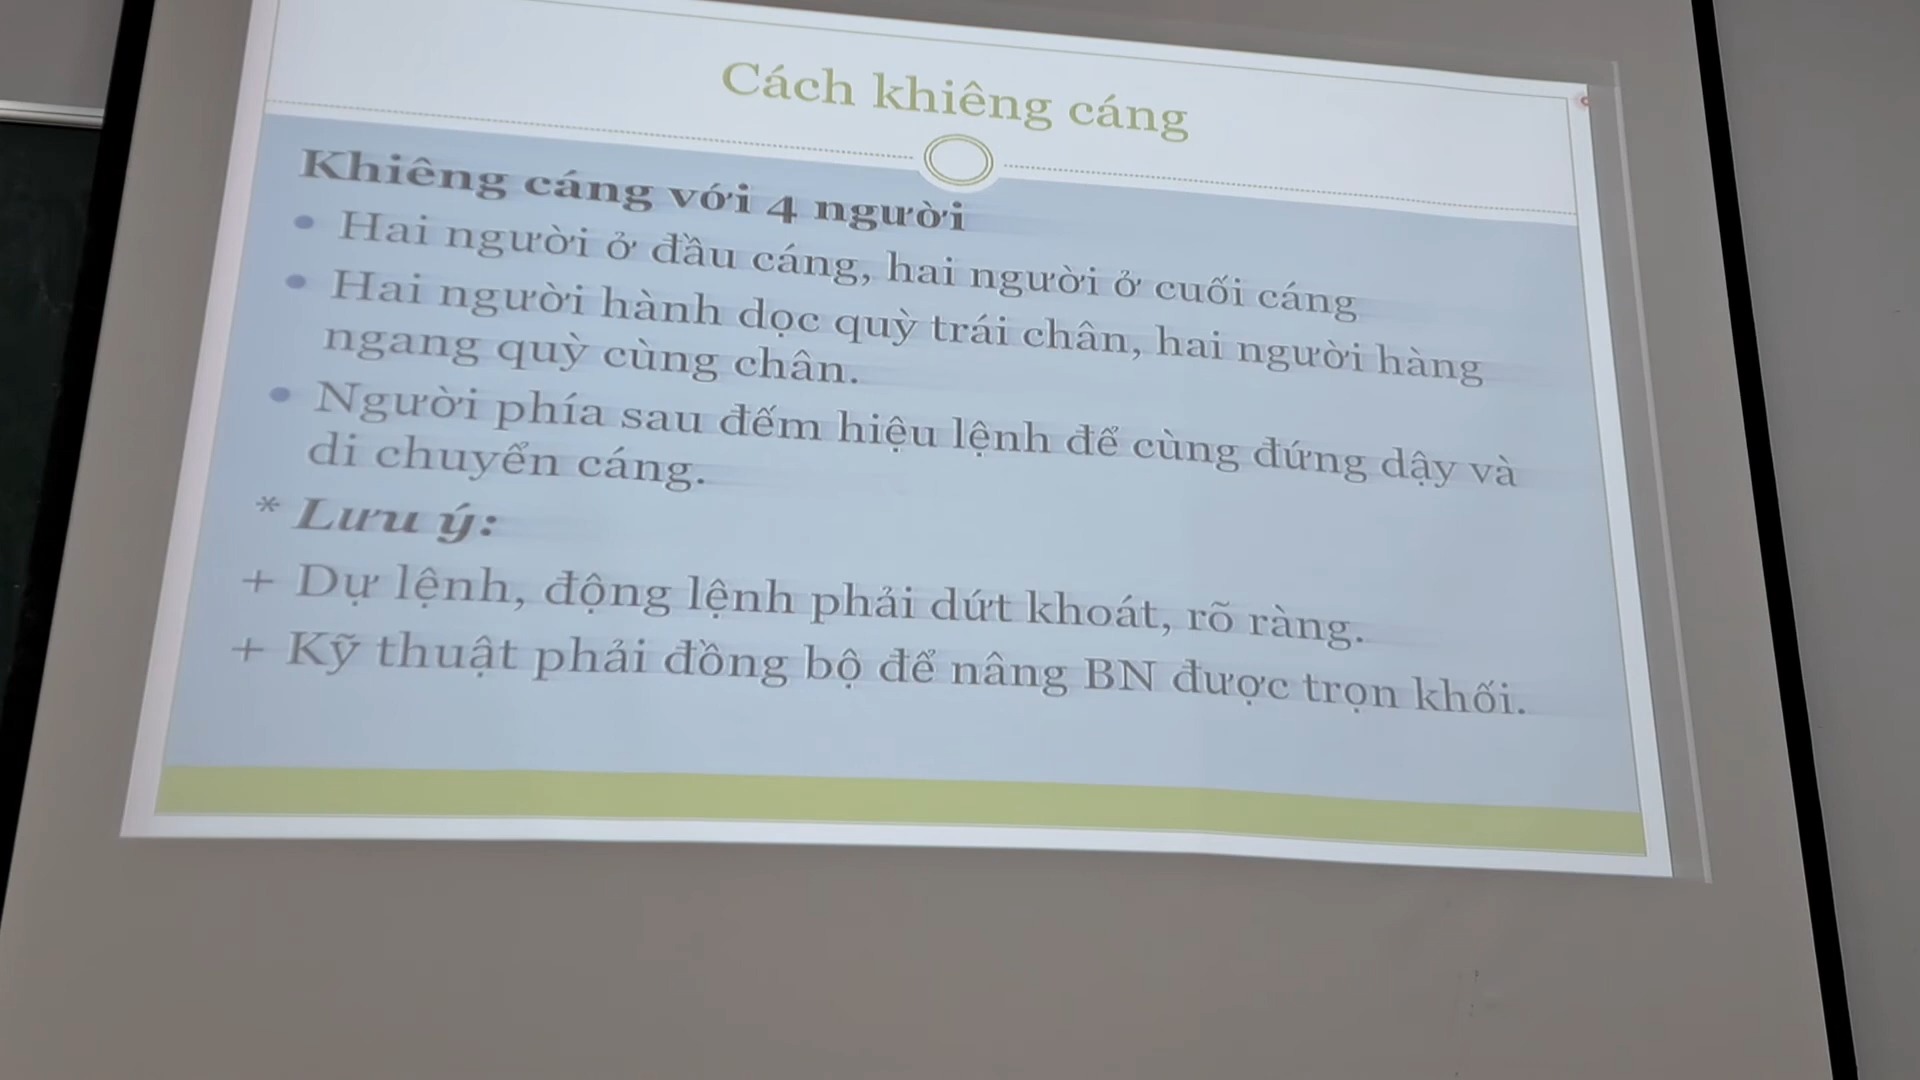 Cách khiêng cáng
Khiêng cáng với 4 người
• Hai người ở đầu cáng, hai người ở cuối cáng
• Hai người hành dọc quỳ trái chân, hai người hàng
ngang quỳ cùng chân.
• Người phía sau đếm hiệu lệnh để cùng đứng dậy và
di chuyển cáng.
* Lưu ý:
+ Dự lệnh, động lệnh phải dứt khoát, rõ ràng.
+ Kỹ thuật phải đồng bộ để nâng BN được trọn khối.